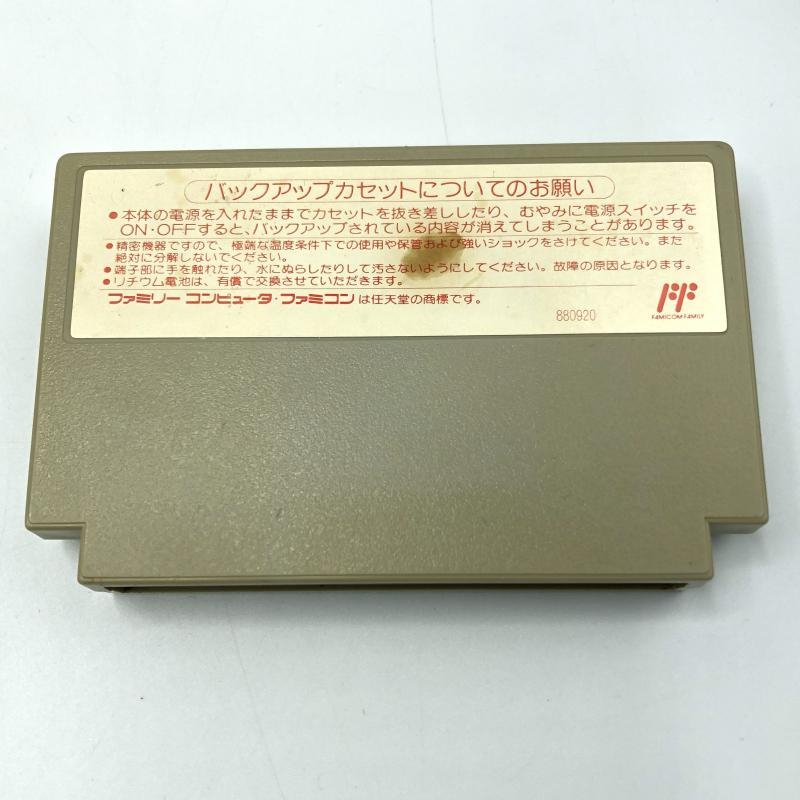 バックアップカセットについてのお願い
●本体の電源を入れたままでカセットを抜き差ししたり、むやみに電源スイッチを
ON・OFFすると、バックアップされている内容が消えてしまうことがあります。
●精密機器ですので、極端な温度条件下での使用や保管および強いショックをさけてください。また
絶対に分解しないでください。
●端子部に手を触れたり、水にぬらしたりして汚さないようにしてください。故障の原因となります。
●リチウム電池は、有償で交換させていただきます。
ファミリー コンピュータ・ファミコン は任天堂の商標です。
880920
FAMICOM FAMILY